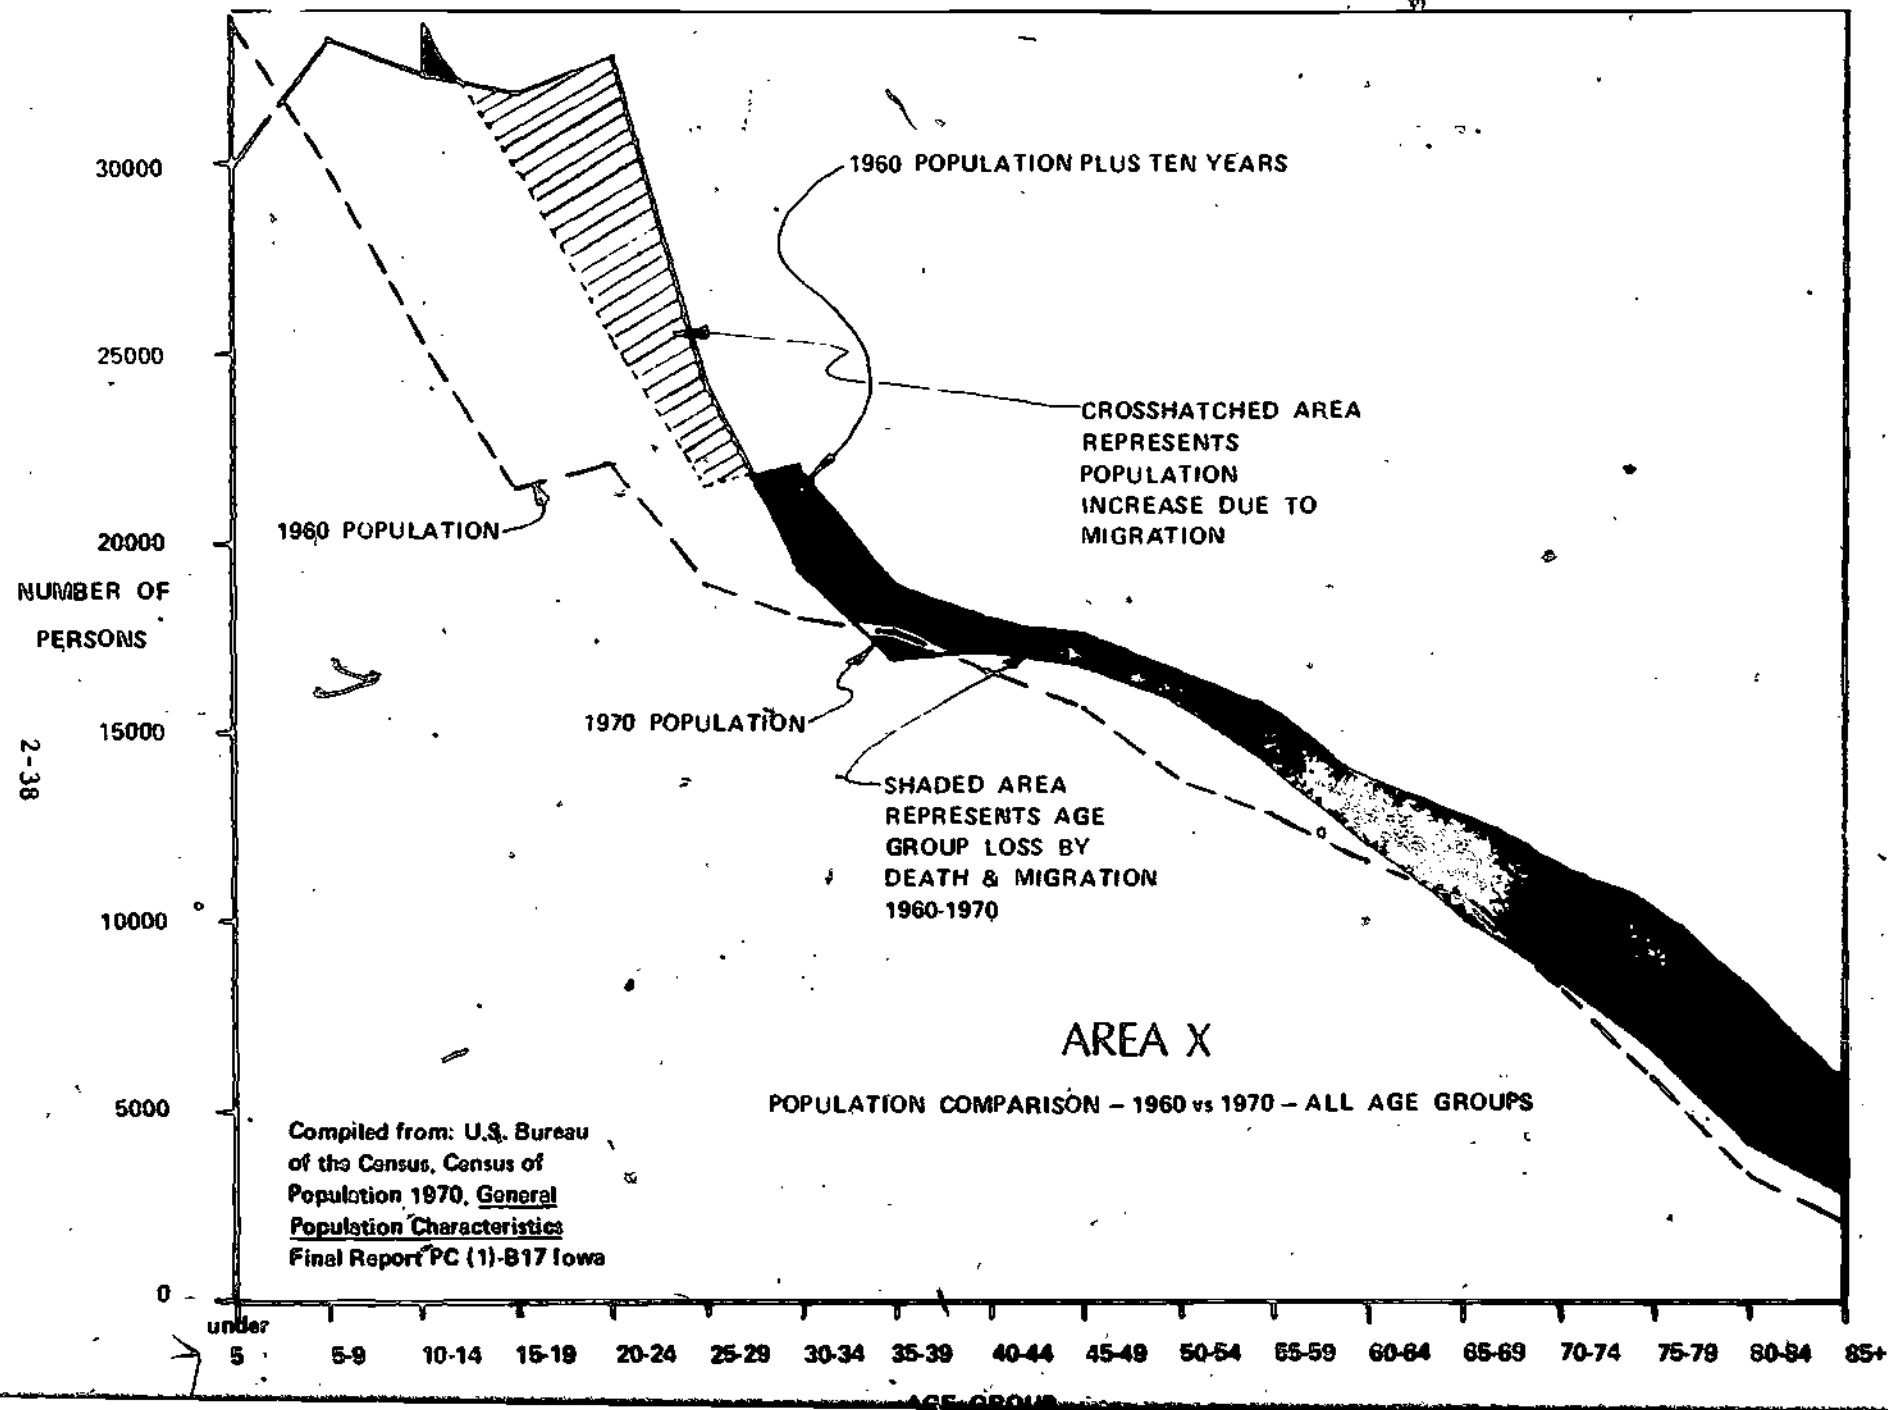 30000
25000
20000
15000
10000
5000
0
NUMBER OF
PERSONS
2-38
1960 POPULATION PLUS TEN YEARS
CROSSHATCHED AREA
REPRESENTS
POPULATION
INCREASE DUE TO
MIGRATION
1960 POPULATION
1970 POPULATION
SHADED AREA
REPRESENTS AGE
GROUP LOSS BY
DEATH & MIGRATION
1960-1970
AREA X
POPULATION COMPARISON – 1960 vs 1970 – ALL AGE GROUPS
Compiled from: U.S. Bureau
of the Census, Census of
Population 1970, General
Population Characteristics
Final Report PC (1)-B17 Iowa
under
5 5-9 10-14 15-19 20-24 25-29 30-34 35-39 40-44 45-49 50-54 55-59 60-64 65-69 70-74 75-79 80-84 85+
AGE GROUP